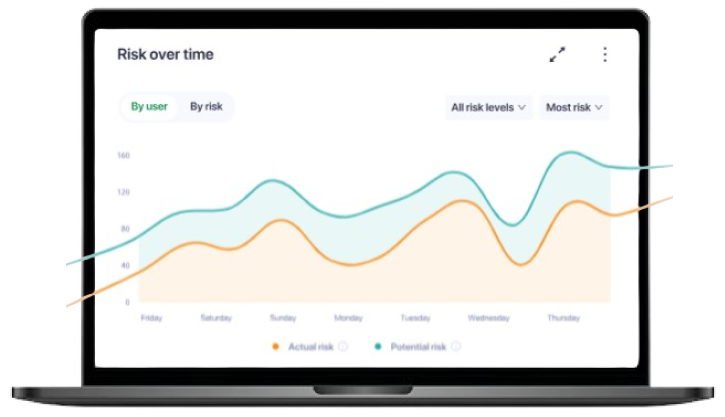 Risk over time
By user By risk
All risk levels Most risk
160
120
80
40
0
Friday Saturday Sunday Monday Tuesday Wednesday Thursday
Actual risk Potential risk